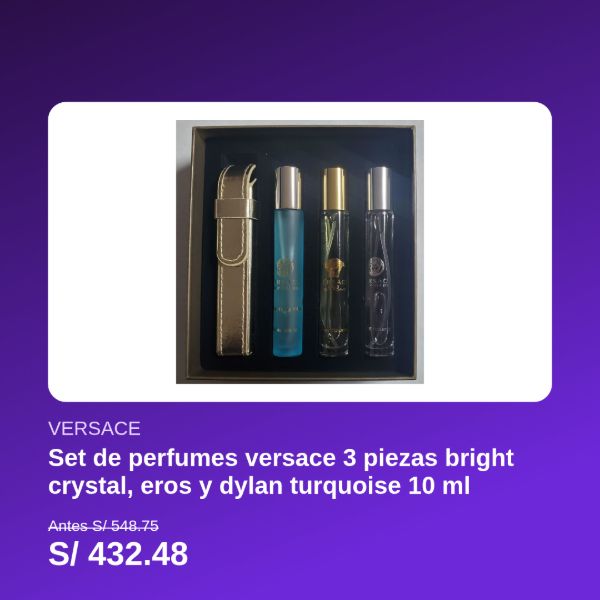 VERSACE
Set de perfumes versace 3 piezas bright
crystal, eros y dylan turquoise 10 ml
Antes S/ 548.75
S/ 432.48